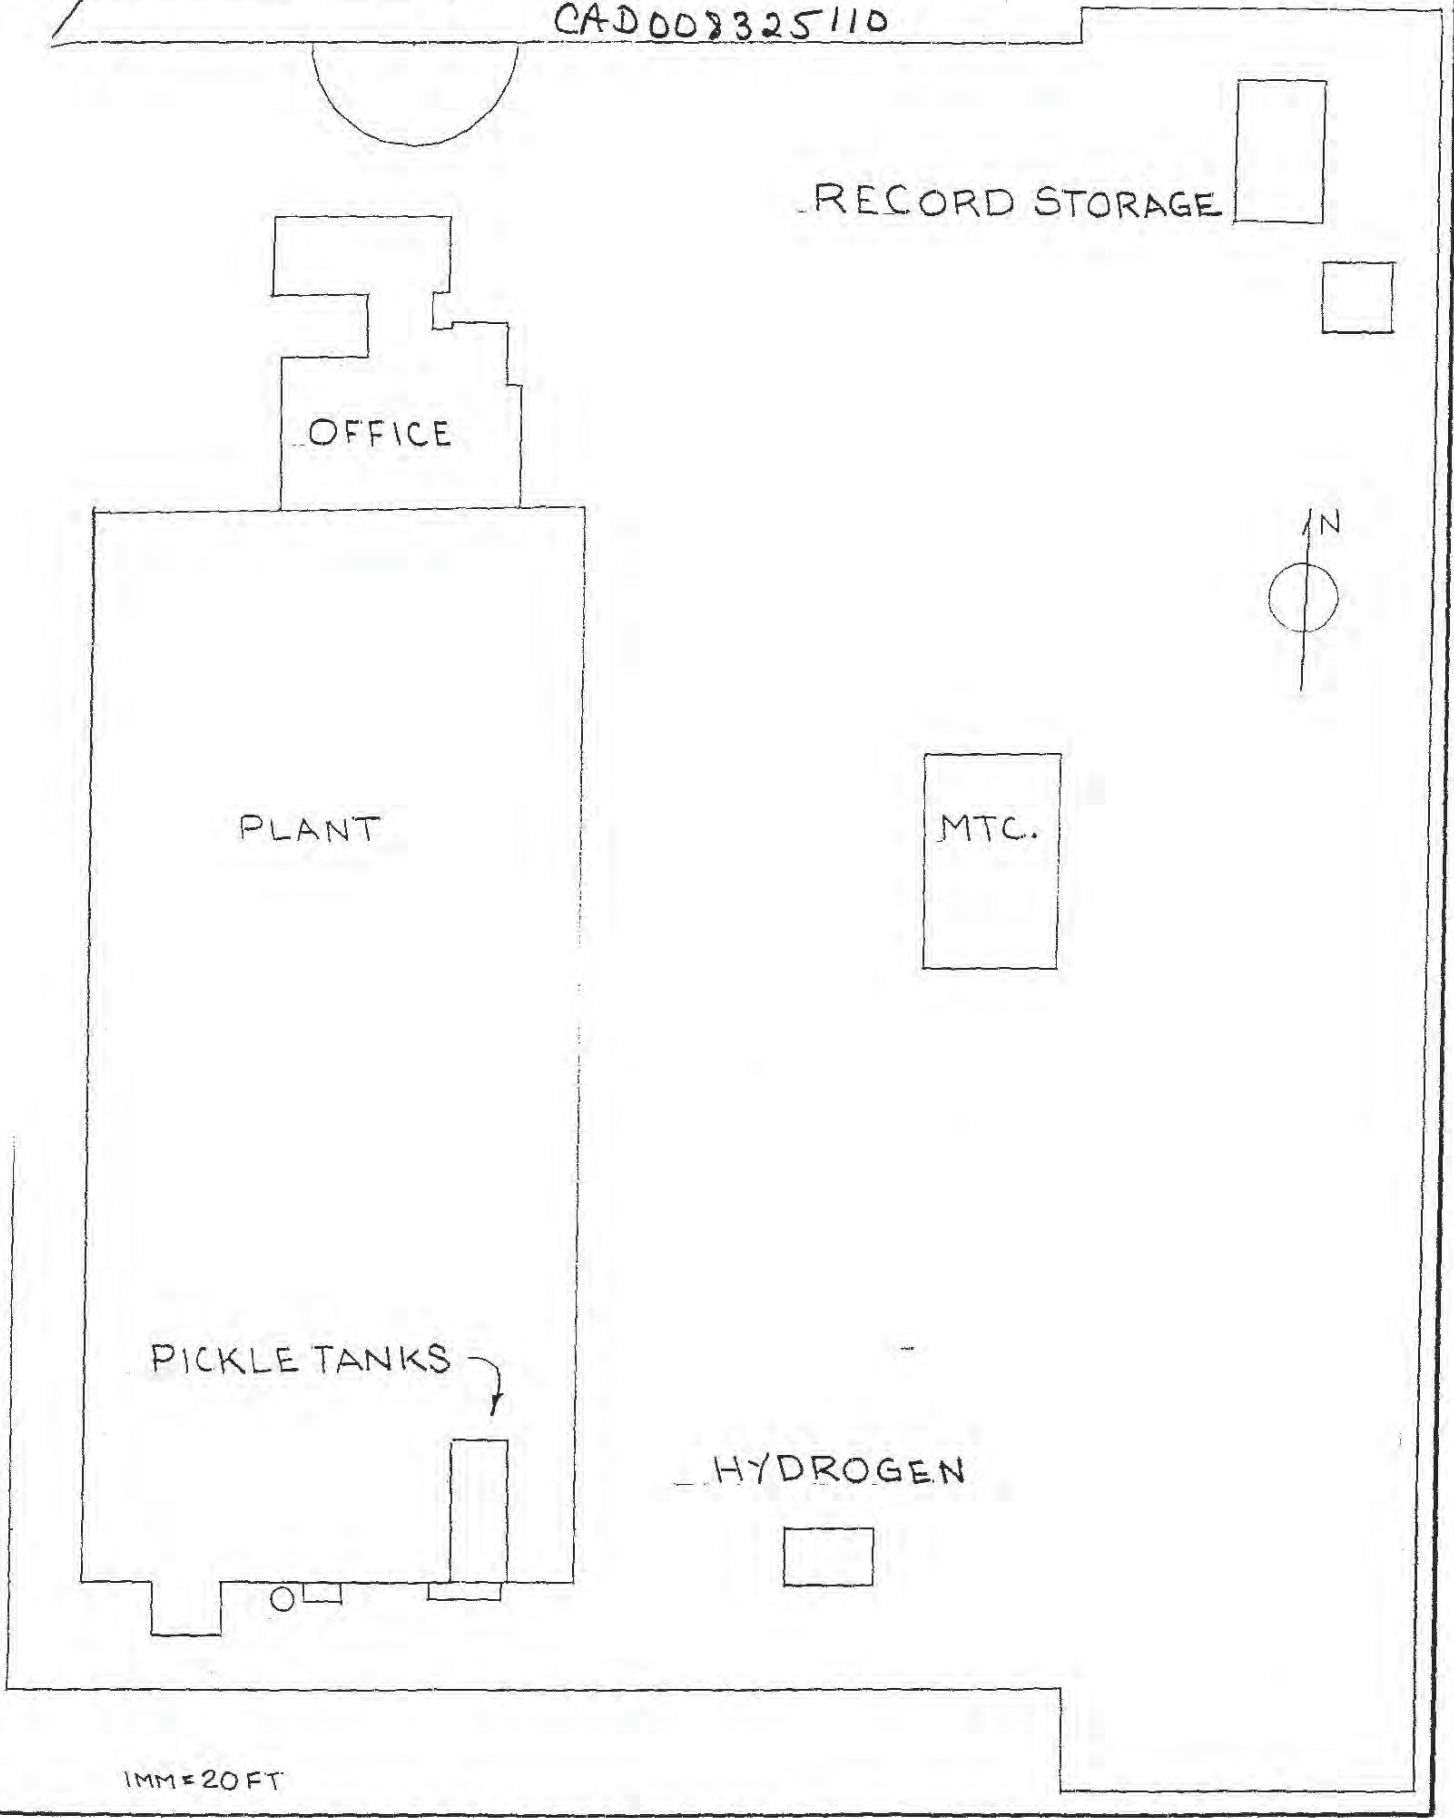 CAD008325110
RECORD STORAGE
OFFICE
N
PLANT
MTC.
PICKLE TANKS
HYDROGEN
1MM=20FT